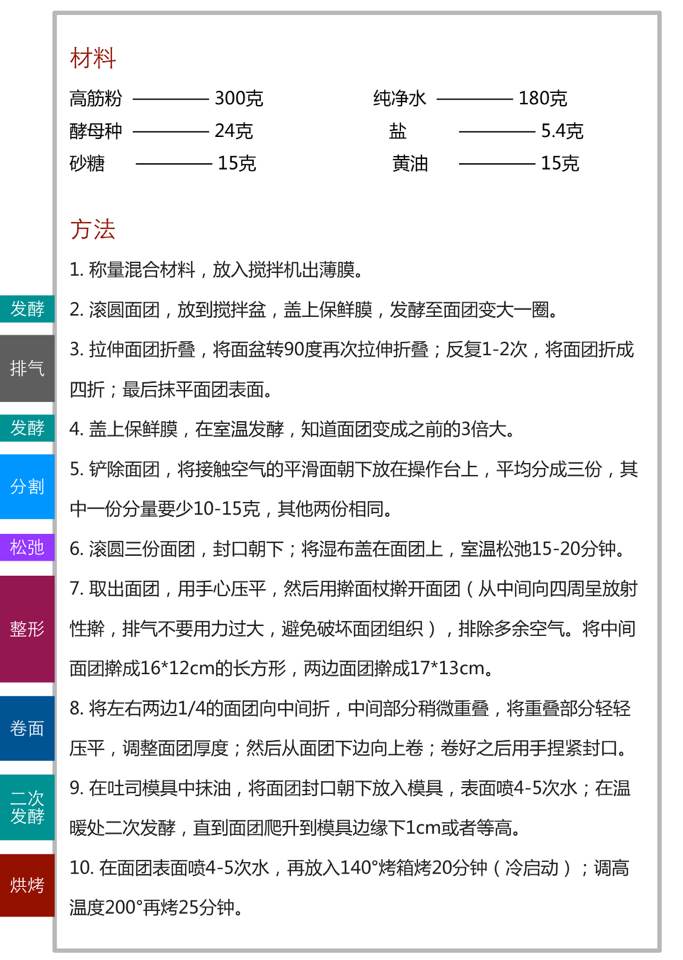 材料
高筋粉 ———— 300克 纯净水 ———— 180克
酵母种 ———— 24克 盐 ———— 5.4克
砂糖 ———— 15克 黄油 ———— 15克
方法
1. 称量混合材料，放入搅拌机出薄膜。
发酵
2. 滚圆面团，放到搅拌盆，盖上保鲜膜，发酵至面团变大一圈。
排气
3. 拉伸面团折叠，将面盆转90度再次拉伸折叠；反复1-2次，将面团折成
四折；最后抹平面团表面。
发酵
4. 盖上保鲜膜，在室温发酵，知道面团变成之前的3倍大。
分割
5. 铲除面团，将接触空气的平滑面朝下放在操作台上，平均分成三份，其
中一份分量要少10-15克，其他两份相同。
松弛
6. 滚圆三份面团，封口朝下；将湿布盖在面团上，室温松弛15-20分钟。
整形
7. 取出面团，用手心压平，然后用擀面杖擀开面团（从中间向四周呈放射
性擀，排气不要用力过大，避免破坏面团组织），排除多余空气。将中间
面团擀成16*12cm的长方形，两边面团擀成17*13cm。
卷面
8. 将左右两边1/4的面团向中间折，中间部分稍微重叠，将重叠部分轻轻
压平，调整面团厚度；然后从面团下边向上卷；卷好之后用手捏紧封口。
二次
发酵
9. 在吐司模具中抹油，将面团封口朝下放入模具，表面喷4-5次水；在温
暖处二次发酵，直到面团爬升到模具边缘下1cm或者等高。
烘烤
10. 在面团表面喷4-5次水，再放入140°烤箱烤20分钟（冷启动）；调高
温度200°再烤25分钟。